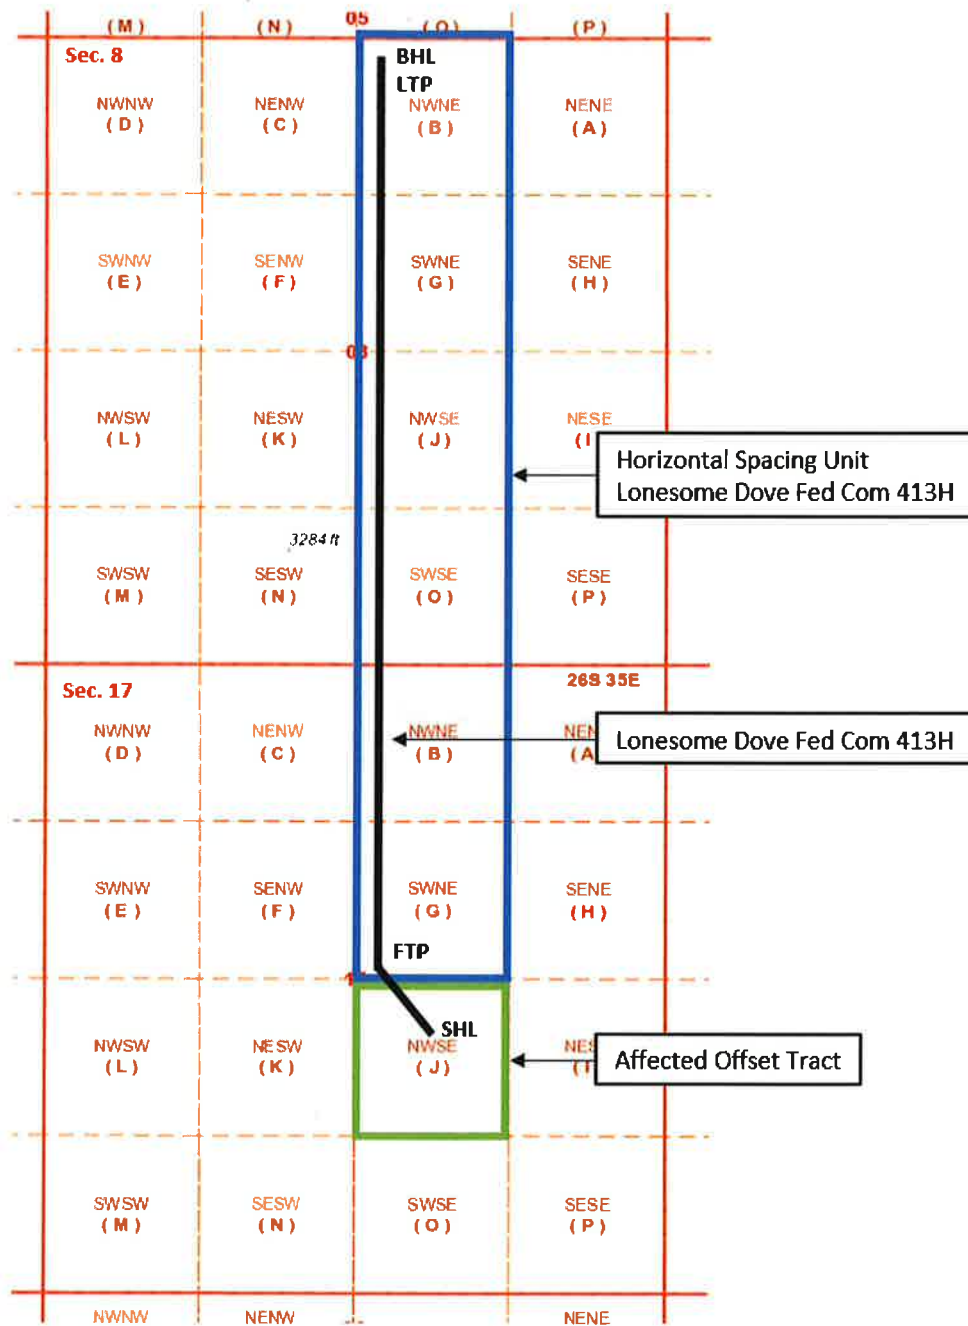 (M) (N) 05 (O) (P)
Sec. 8
BHL
LTP
NWNW NENW NWNE NENE
(D) (C) (B) (A)
SWNW SENW SWNE SENE
(E) (F) (G) (H)
NWSW NESW NWSE NESE
(L) (K) (J) (I
Horizontal Spacing Unit
Lonesome Dove Fed Com 413H
3284 ft
SWSW SESW SWSE SESE
(M) (N) (O) (P)
Sec. 17
26S 35E
NWNW NENW NWNE NEN
(D) (C) (B) (A
Lonesome Dove Fed Com 413H
SWNW SENW SWNE SENE
(E) (F) (G) (H)
FTP
SHL
NWSW NESW NWSE NES
(L) (K) (J) (I
Affected Offset Tract
SWSW SESW SWSE SESE
(M) (N) (O) (P)
NWNW NENW NENE